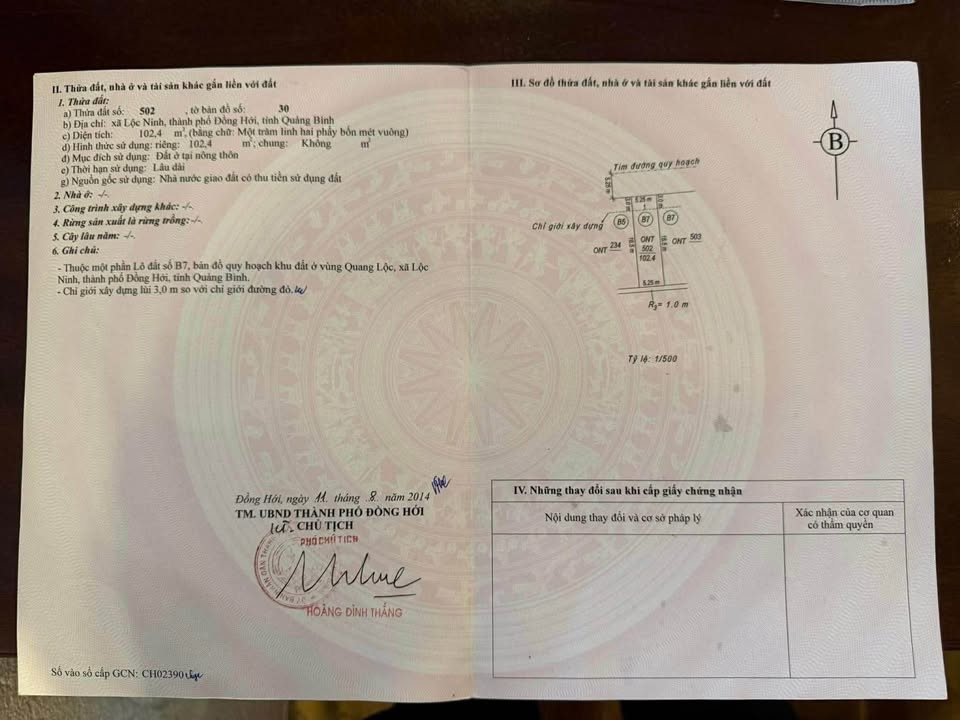 II. Thửa đất, nhà ở và tài sản khác gắn liền với đất
1. Thửa đất:
a) Thửa đất số: 502 , tờ bản đồ số: 30
b) Địa chỉ: xã Lộc Ninh, thành phố Đồng Hới, tỉnh Quảng Bình
c) Diện tích: 102,4 m², (bằng chữ: Một trăm linh hai phẩy bốn mét vuông)
d) Hình thức sử dụng: riêng: 102,4 m²; chung: Không m²
đ) Mục đích sử dụng: Đất ở tại nông thôn
e) Thời hạn sử dụng: Lâu dài
g) Nguồn gốc sử dụng: Nhà nước giao đất có thu tiền sử dụng đất
2. Nhà ở: -/-.
3. Công trình xây dựng khác: -/-.
4. Rừng sản xuất là rừng trồng: -/-.
5. Cây lâu năm: -/-.
6. Ghi chú:
- Thuộc một phần Lô đất số B7, bản đồ quy hoạch khu đất ở vùng Quang Lộc, xã Lộc
Ninh, thành phố Đồng Hới, tỉnh Quảng Bình.
- Chỉ giới xây dựng lùi 3,0 m so với chỉ giới đường đỏ.
Đồng Hới, ngày 11 tháng 8 năm 2014
TM. UBND THÀNH PHỐ ĐỒNG HỚI
KT. CHỦ TỊCH
PHÓ CHỦ TỊCH
HOÀNG ĐÌNH THẮNG
Số vào sổ cấp GCN: CH02390
III. Sơ đồ thửa đất, nhà ở và tài sản khác gắn liền với đất
B
Tim đường quy hoạch
5.25 m
5.25 m
Chỉ giới xây dựng
B5 B7 B7
ONT 234
ONT
502
102,4
ONT 503
5.25 m
R3= 1.0 m
Tỷ lệ: 1/500
IV. Những thay đổi sau khi cấp giấy chứng nhận
Nội dung thay đổi và cơ sở pháp lý
Xác nhận của cơ quan
có thẩm quyền